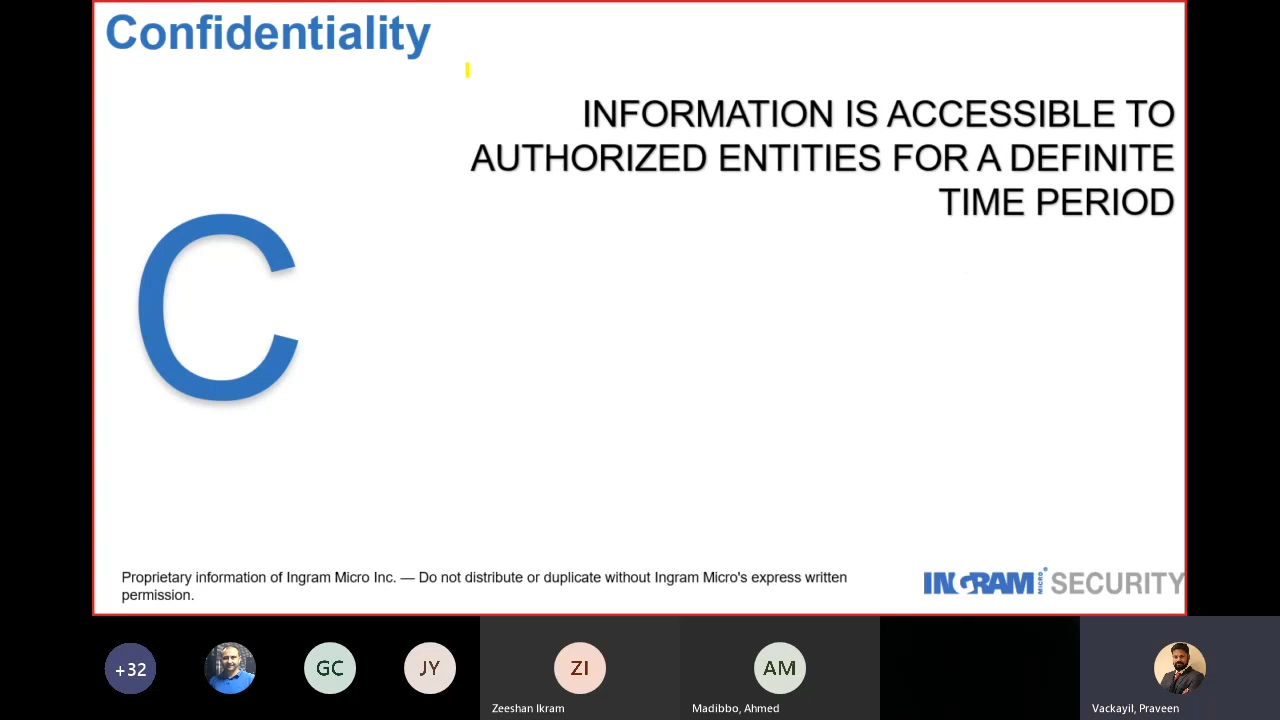 Confidentiality
INFORMATION IS ACCESSIBLE TO
AUTHORIZED ENTITIES FOR A DEFINITE
TIME PERIOD
C
Proprietary information of Ingram Micro Inc. — Do not distribute or duplicate without Ingram Micro's express written
permission.
INGRAM MICRO SECURITY
+32
GC
JY
ZI
AM
Zeeshan Ikram
Madibbo, Ahmed
Vackayil, Praveen